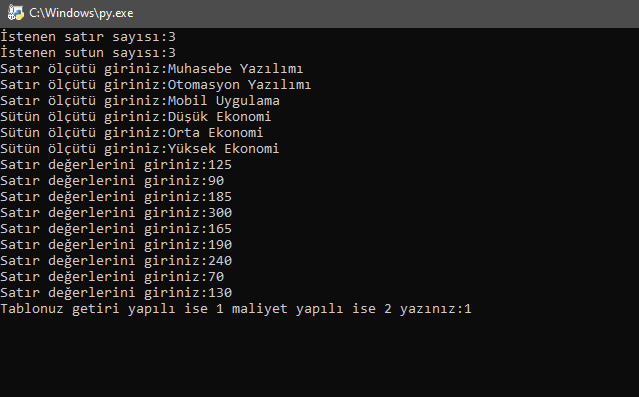 C:\Windows\py.exe
İstenen satır sayısı:3
İstenen sutun sayısı:3
Satır ölçütü giriniz:Muhasebe Yazılımı
Satır ölçütü giriniz:Otomasyon Yazılımı
Satır ölçütü giriniz:Mobil Uygulama
Sütün ölçütü giriniz:Düşük Ekonomi
Sütün ölçütü giriniz:Orta Ekonomi
Sütün ölçütü giriniz:Yüksek Ekonomi
Satır değerlerini giriniz:125
Satır değerlerini giriniz:90
Satır değerlerini giriniz:185
Satır değerlerini giriniz:300
Satır değerlerini giriniz:165
Satır değerlerini giriniz:190
Satır değerlerini giriniz:240
Satır değerlerini giriniz:70
Satır değerlerini giriniz:130
Tablonuz getiri yapılı ise 1 maliyet yapılı ise 2 yazınız:1